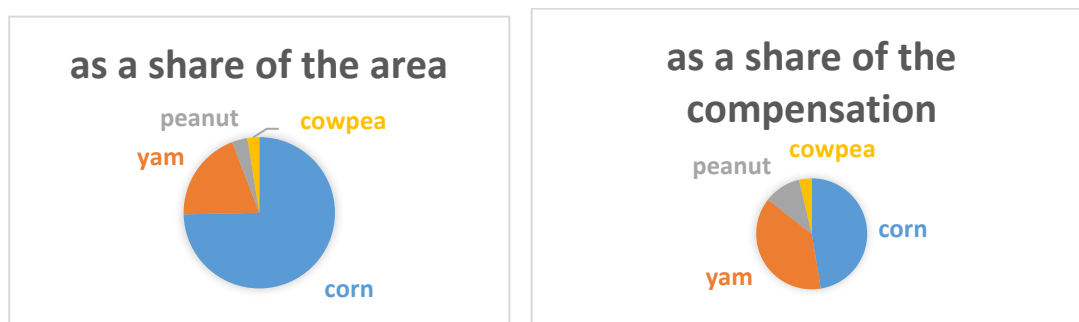 as a share of the area
peanut
cowpea
yam
corn
as a share of the
compensation
cowpea
peanut
corn
yam